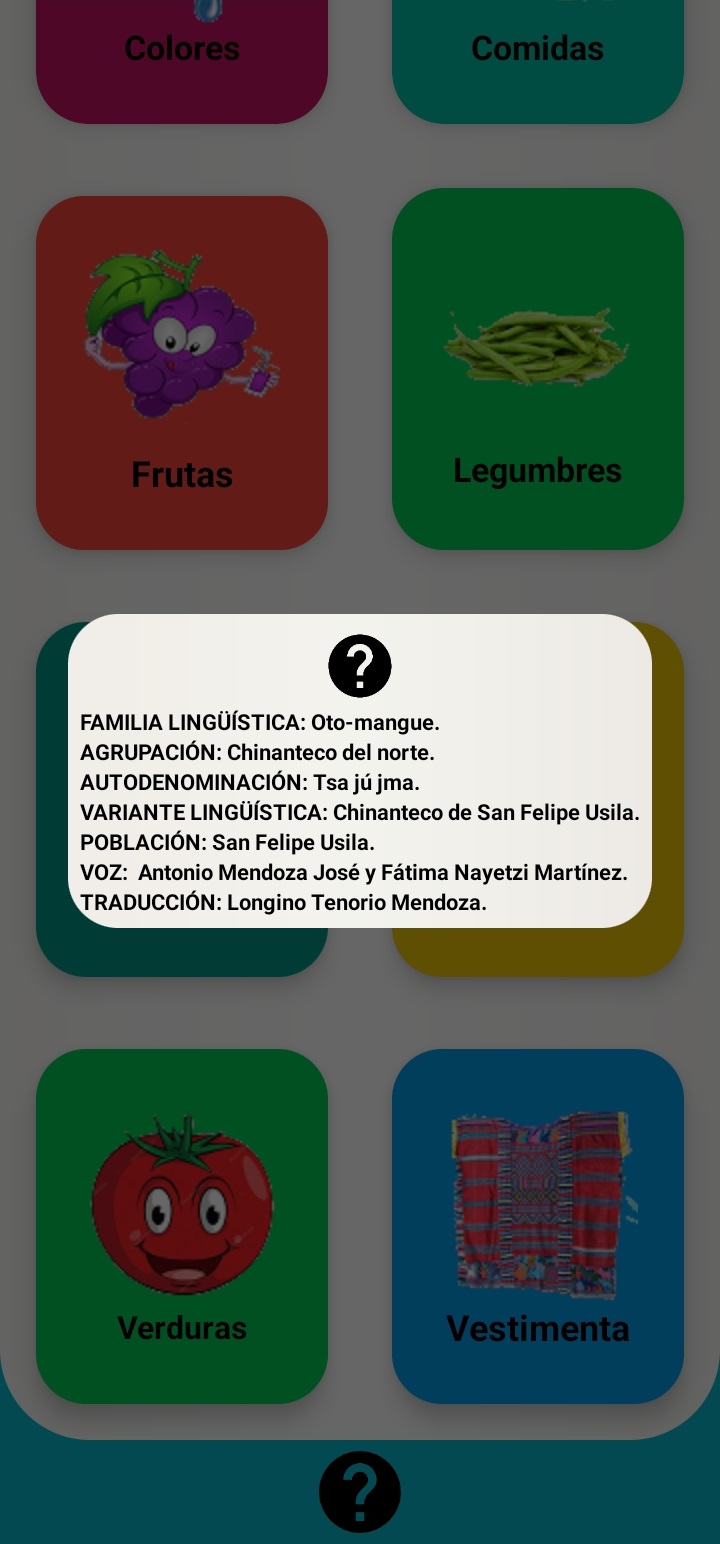 Colores
Comidas
Frutas
Legumbres
FAMILIA LINGÜÍSTICA: Oto-mangue.
AGRUPACIÓN: Chinanteco del norte.
AUTODENOMINACIÓN: Tsa jú jma.
VARIANTE LINGÜÍSTICA: Chinanteco de San Felipe Usila.
POBLACIÓN: San Felipe Usila.
VOZ:  Antonio Mendoza José y Fátima Nayetzi Martínez.
TRADUCCIÓN: Longino Tenorio Mendoza.
Verduras
Vestimenta